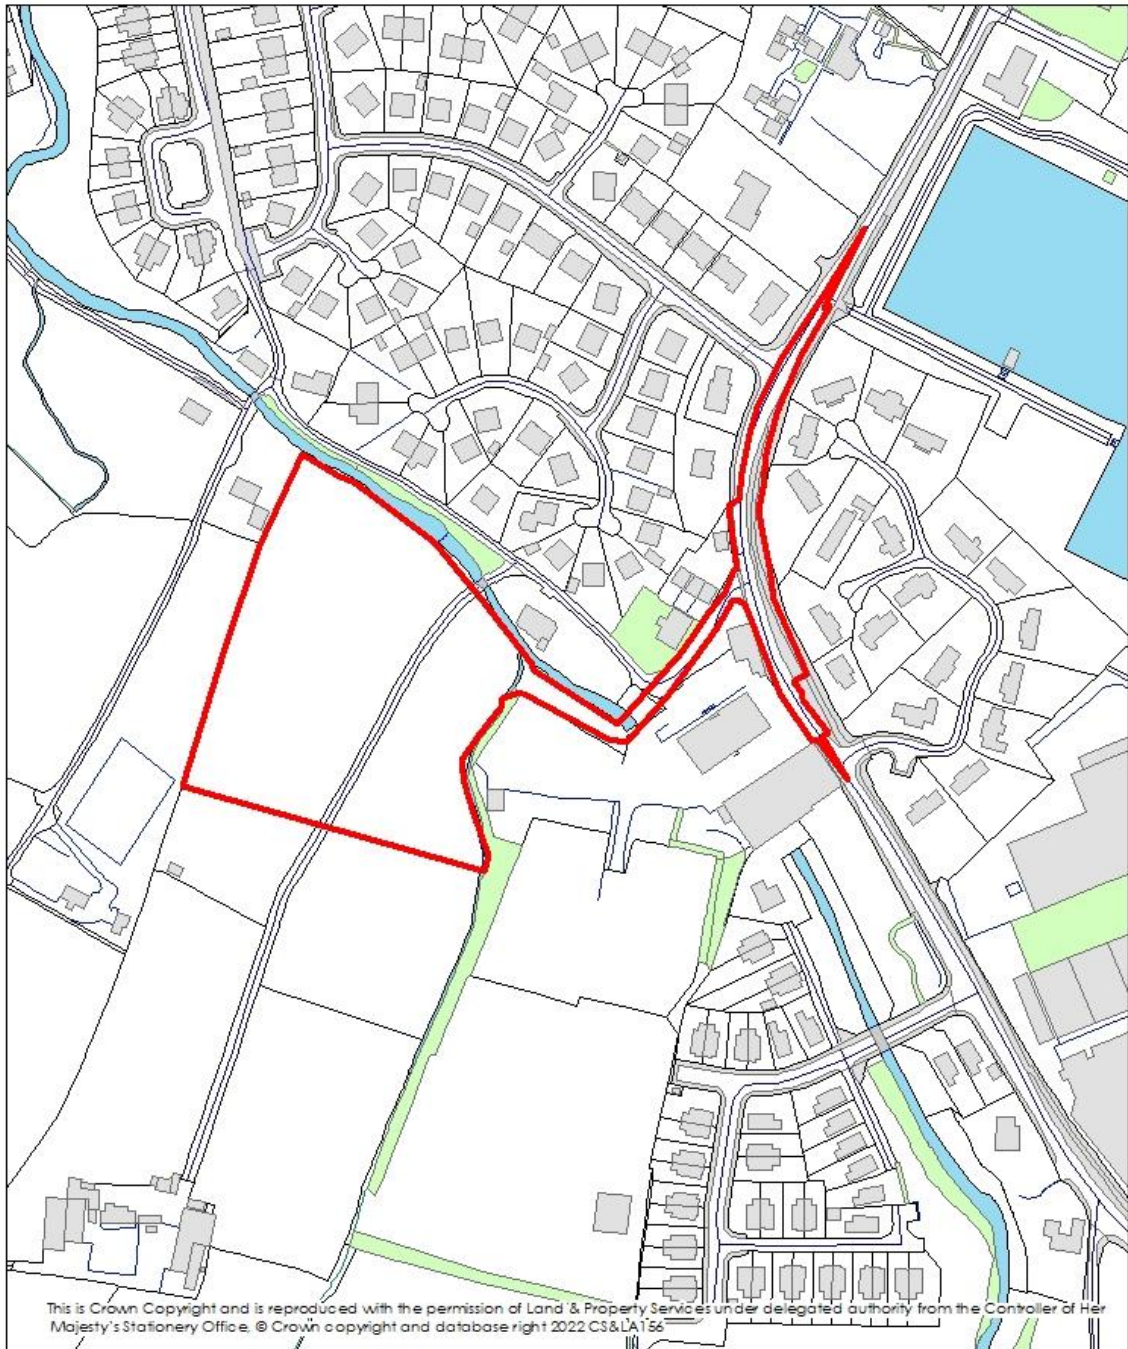 This is Crown Copyright and is reproduced with the permission of Land & Property Services under delegated authority from the Controller of Her
Majesty's Stationery Office, © Crown copyright and database right 2022 CS&LA156